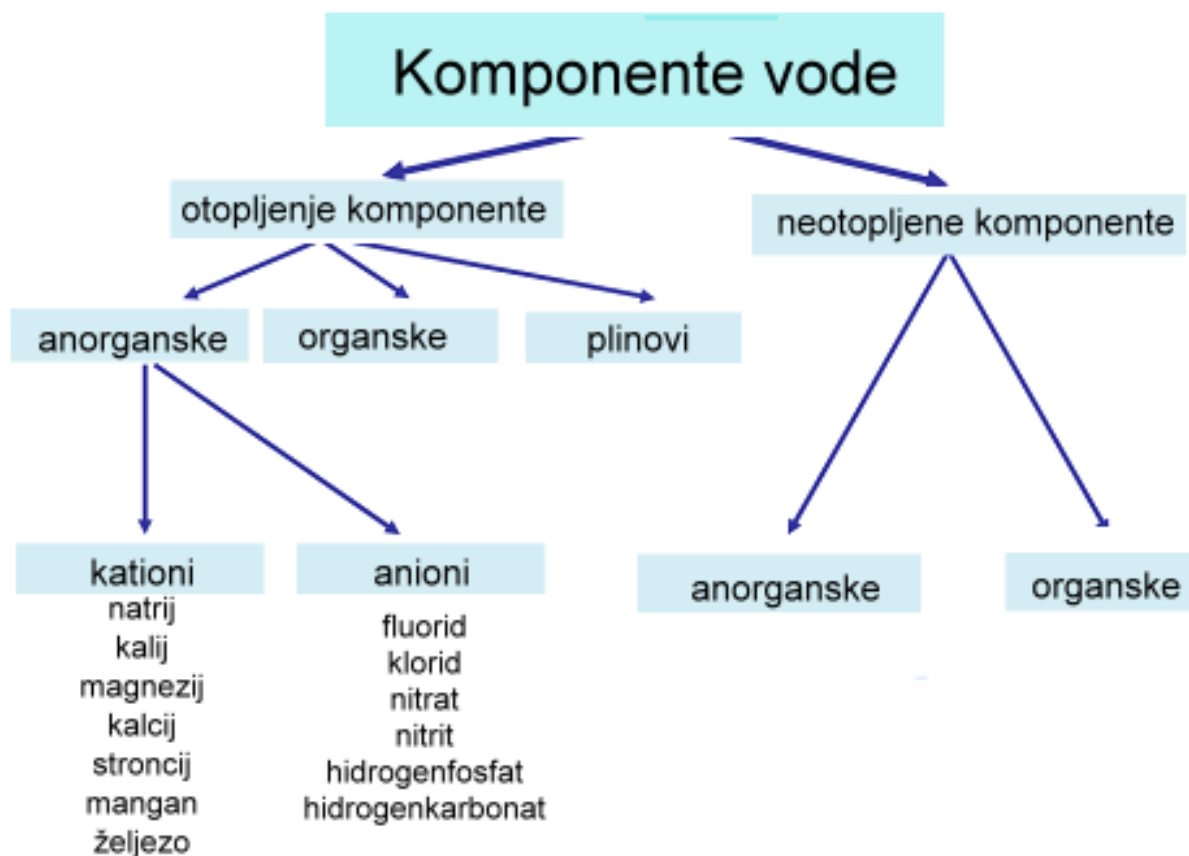 Komponente vode
otopljenje komponente
neotopljene komponente
anorganske
organske
plinovi
kationi
natrij
kalij
magnezij
kalcij
stroncij
mangan
željezo
anioni
fluorid
klorid
nitrat
nitrit
hidrogenfosfat
hidrogenkarbonat
anorganske
organske